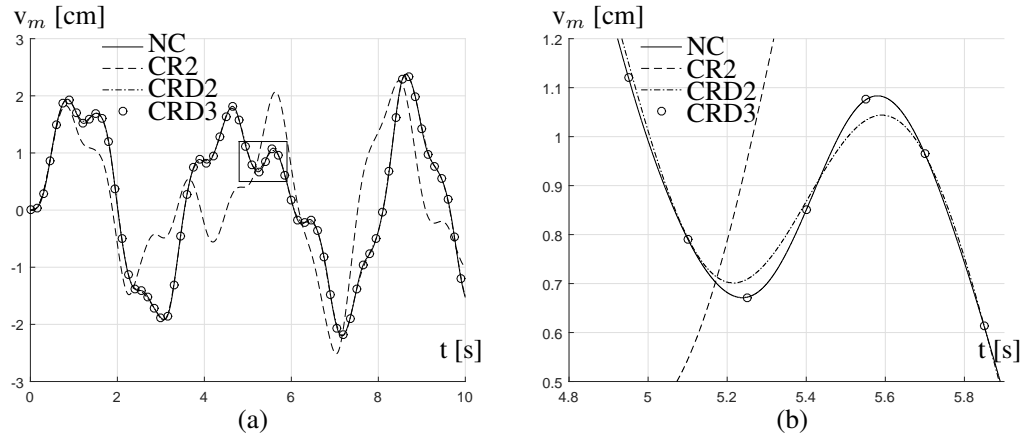 v_m [cm]
3
2
1
0
-1
-2
-3
0
2
4
6
8
10
NC
CR2
CRD2
CRD3
t [s]
(a)
v_m [cm]
1.2
1.1
1
0.9
0.8
0.7
0.6
0.5
4.8
5
5.2
5.4
5.6
5.8
NC
CR2
CRD2
CRD3
t [s]
(b)